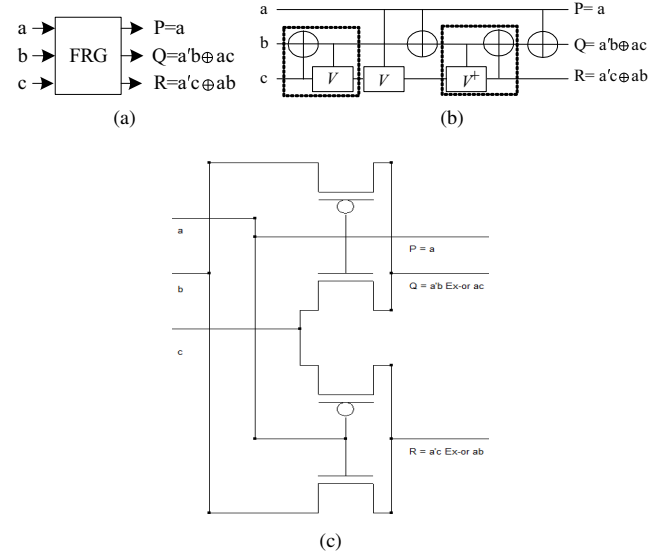 a
b
c
FRG
P=a
Q=a′b⊕ac
R=a′c⊕ab
(a)
a
b
c
V
V
V+
P= a
Q= a′b⊕ac
R= a′c⊕ab
(b)
a
b
c
P = a
Q = a'b Ex-or ac
R = a'c Ex-or ab
(c)